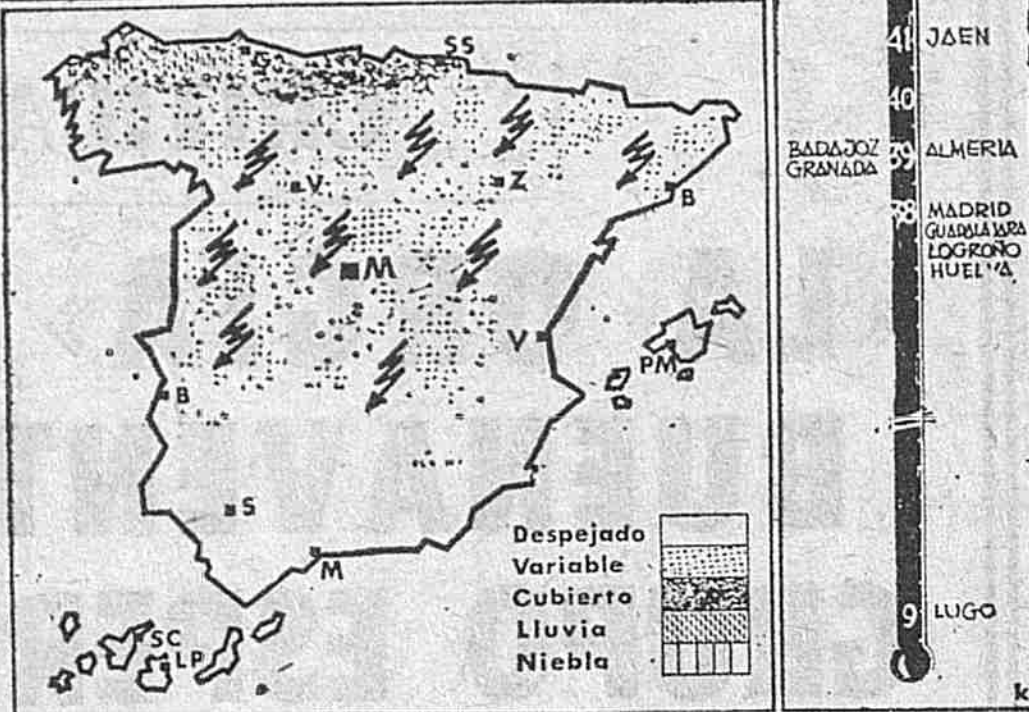 LC
G
SS
V
Z
B
M
V
PM
B
S
M
SC
LP
Despejado
Variable
Cubierto
Lluvia
Niebla
41 JAEN
40
BADAJOZ
GRANADA
39 ALMERIA
38 MADRID
GUADALAJARA
LOGROÑO
HUELVA
9 LUGO
k